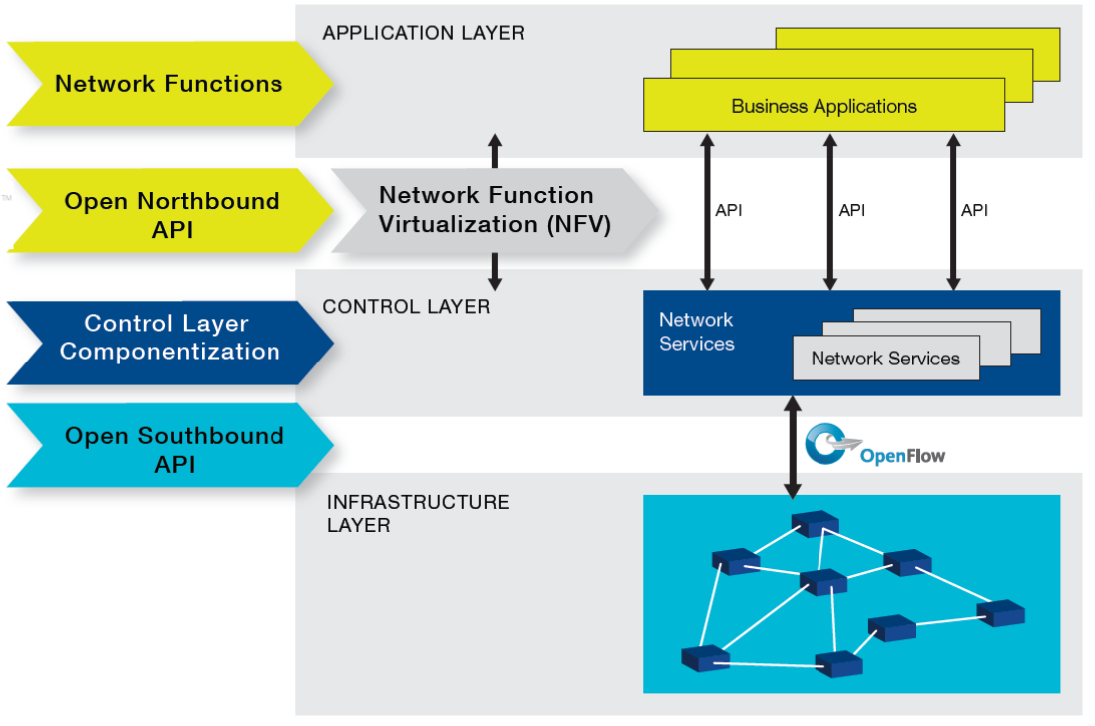 APPLICATION LAYER
Network Functions
Business Applications
TM
Open Northbound
API
Network Function
Virtualization (NFV)
API
API
API
CONTROL LAYER
Control Layer
Componentization
Network
Services
Network Services
Open Southbound
API
OpenFlow
INFRASTRUCTURE
LAYER